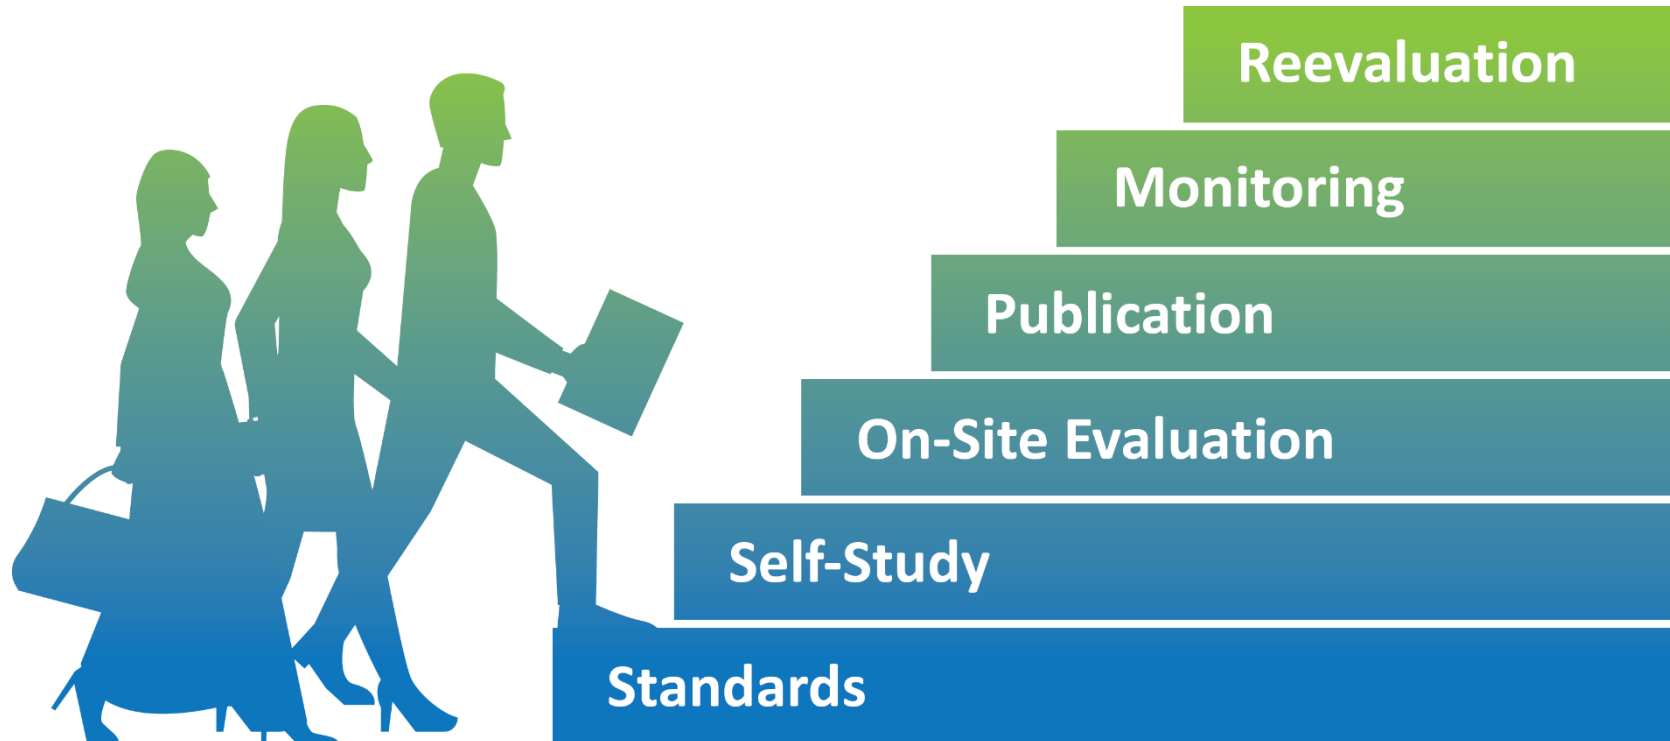 Reevaluation
Monitoring
Publication
On-Site Evaluation
Self-Study
Standards